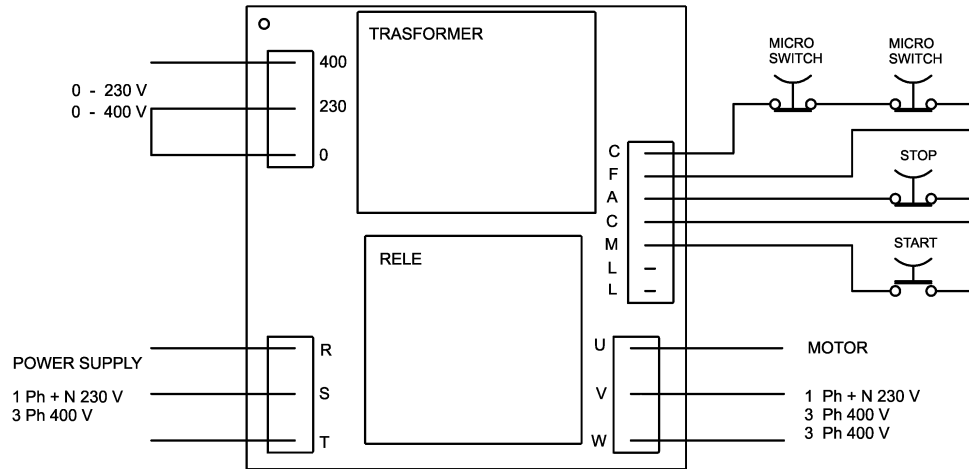 TRASFORMER
400
230
0
0 - 230 V
0 - 400 V
MICRO
SWITCH
MICRO
SWITCH
C
F
A
C
M
L
L
STOP
START
RELE
POWER SUPPLY
1 Ph + N 230 V
3 Ph 400 V
R
S
T
U
V
W
MOTOR
1 Ph + N 230 V
3 Ph 400 V
3 Ph 400 V